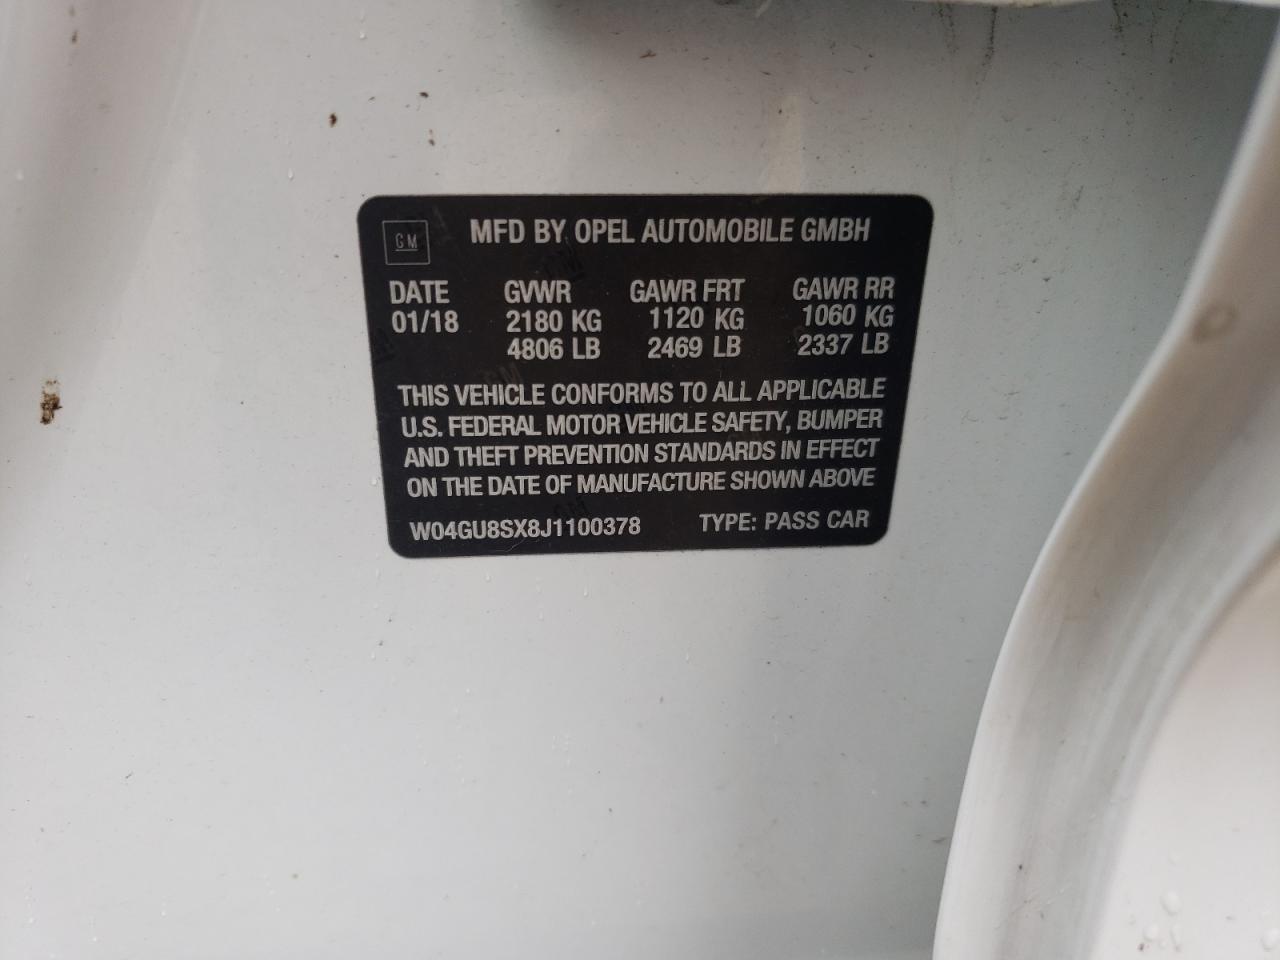 GM MFD BY OPEL AUTOMOBILE GMBH
DATE GVWR GAWR FRT GAWR RR
01/18 2180 KG 1120 KG 1060 KG
4806 LB 2469 LB 2337 LB
THIS VEHICLE CONFORMS TO ALL APPLICABLE
U.S. FEDERAL MOTOR VEHICLE SAFETY, BUMPER
AND THEFT PREVENTION STANDARDS IN EFFECT
ON THE DATE OF MANUFACTURE SHOWN ABOVE
W04GU8SX8J1100378 TYPE: PASS CAR